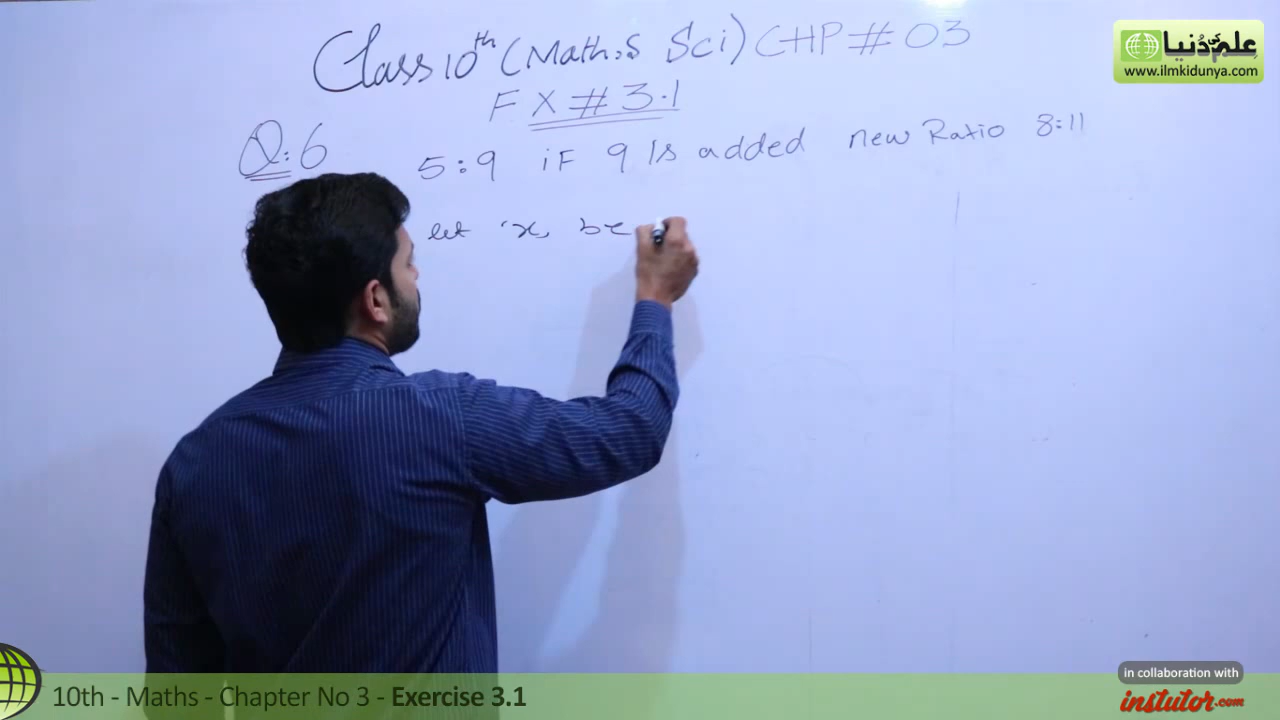 Class 10th (Maths Sci) CHP # 03
EX # 3.1
Q:6 5:9 iF 9 Is added new Ratio 8:11
let 'x, be
علم کی دُنیا
www.ilmkidunya.com
in collaboration with
instutor.com
10th - Maths - Chapter No 3 - Exercise 3.1